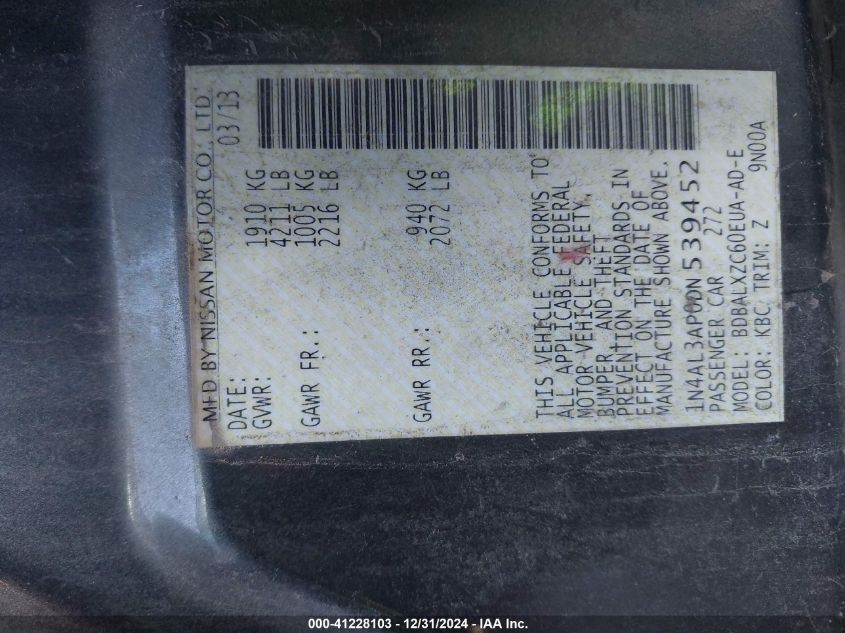 MFD BY NISSAN MOTOR CO., LTD.
DATE: 03/13
GVWR: 1910 KG
4211 LB
GAWR FR.: 1005 KG
2216 LB
GAWR RR.: 940 KG
2072 LB
THIS VEHICLE CONFORMS TO
ALL APPLICABLE FEDERAL
MOTOR VEHICLE SAFETY,
BUMPER, AND THEFT
PREVENTION STANDARDS IN
EFFECT ON THE DATE OF
MANUFACTURE SHOWN ABOVE.
1N4AL3AP0DN539452
PASSENGER CAR 272
MODEL: BDBALXZC60EUA-AD-E
COLOR: KBC TRIM: Z 9N00A
000-41228103 - 12/31/2024 - IAA Inc.